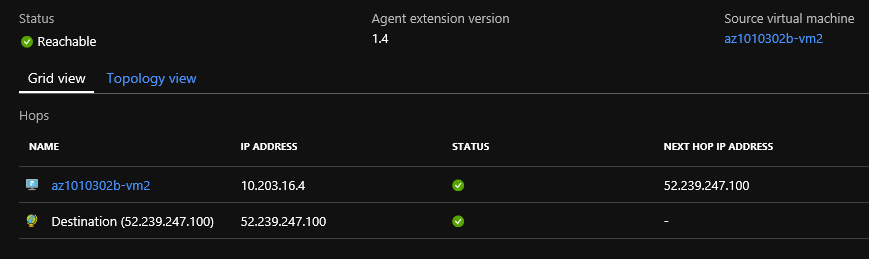 Status Agent extension version Source virtual machine
Reachable 1.4 az1010302b-vm2
Grid view Topology view
Hops
NAME IP ADDRESS STATUS NEXT HOP IP ADDRESS
az1010302b-vm2 10.203.16.4 52.239.247.100
Destination (52.239.247.100) 52.239.247.100 -